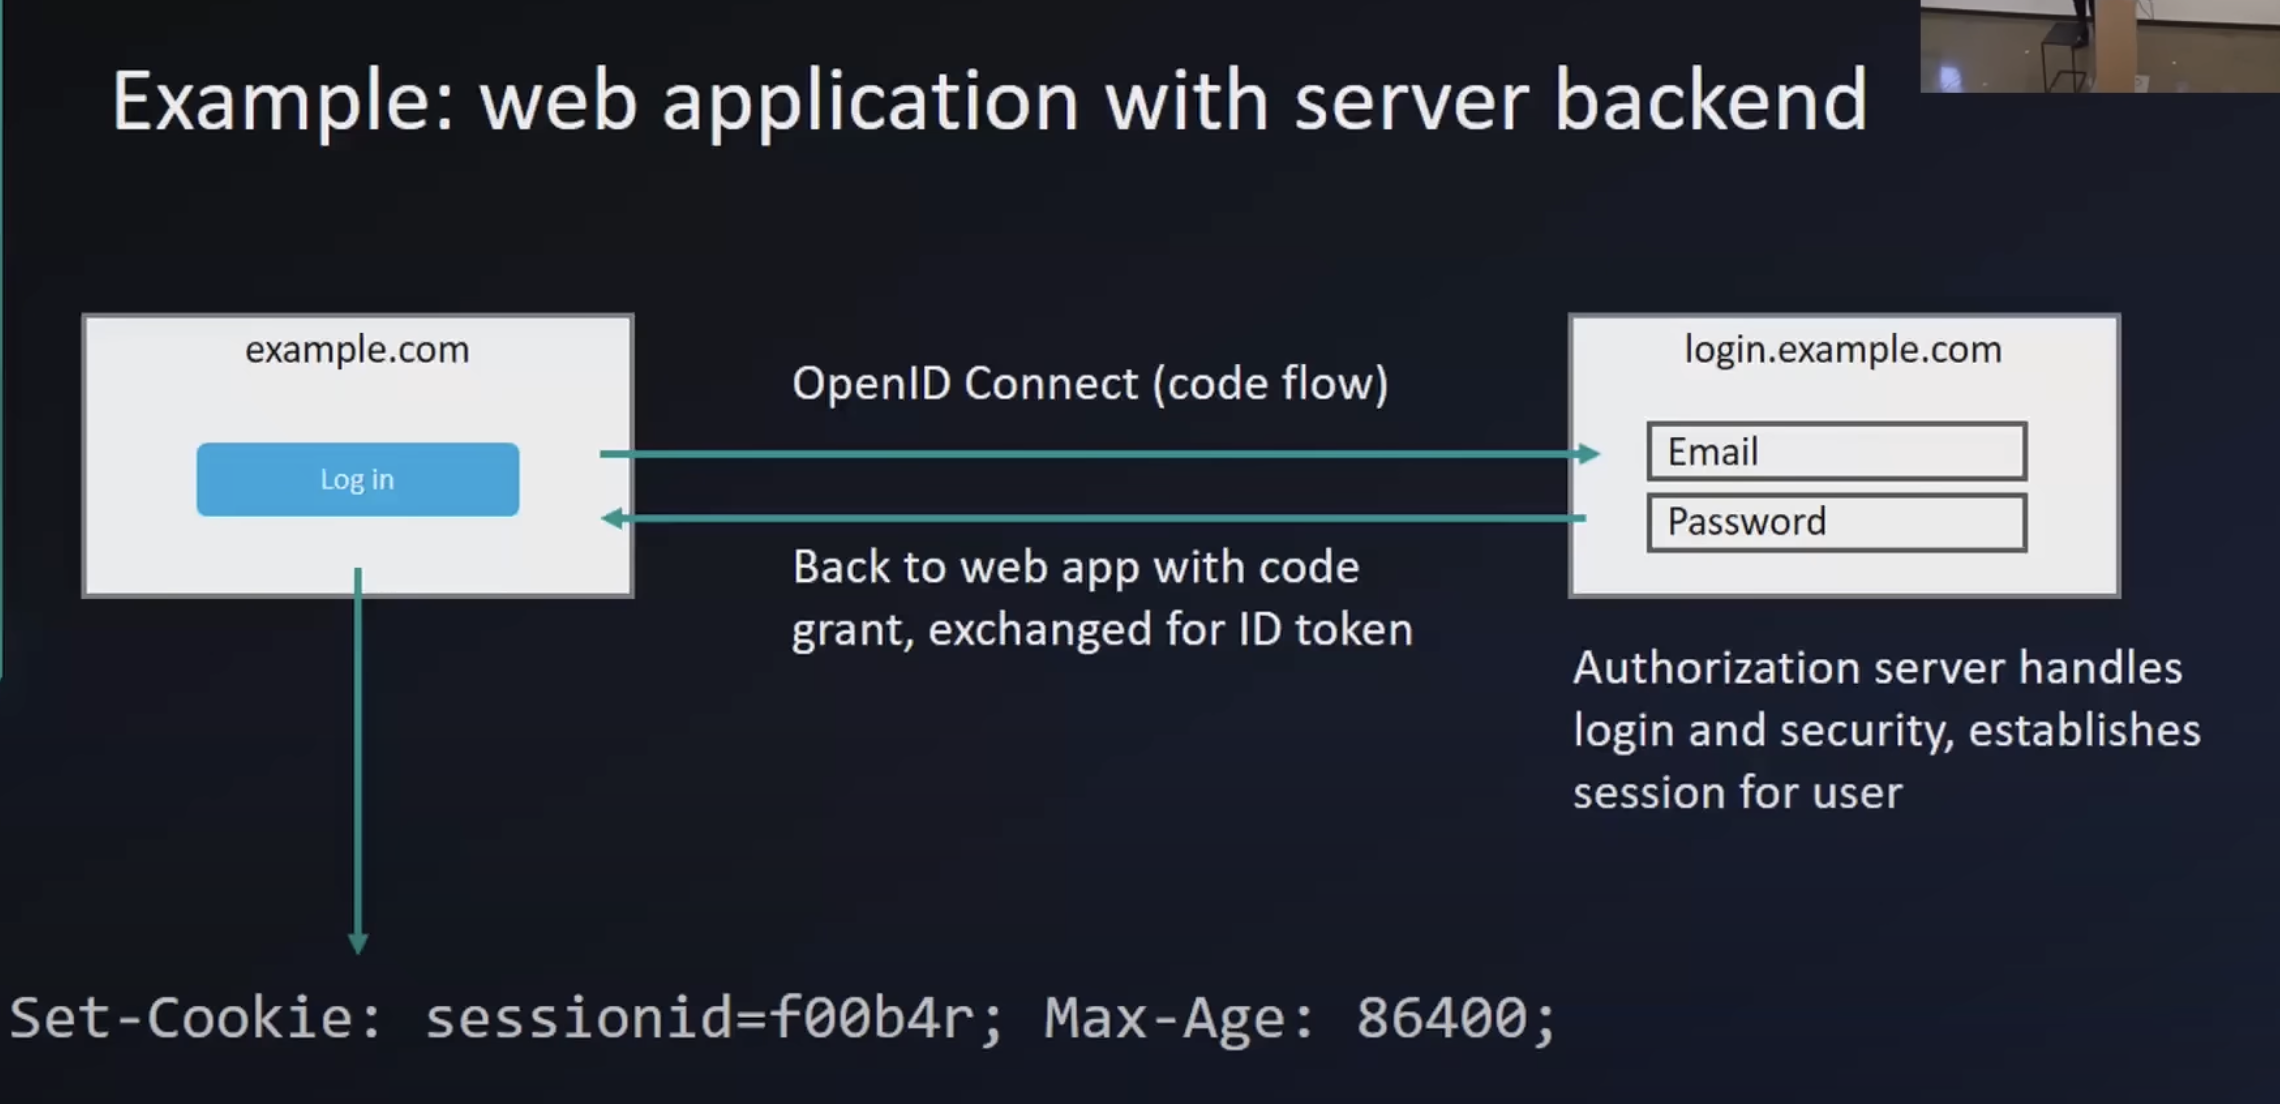 Example: web application with server backend
example.com
Log in
OpenID Connect (code flow)
Back to web app with code
grant, exchanged for ID token
login.example.com
Email
Password
Authorization server handles
login and security, establishes
session for user
Set-Cookie: sessionid=f00b4r; Max-Age: 86400;